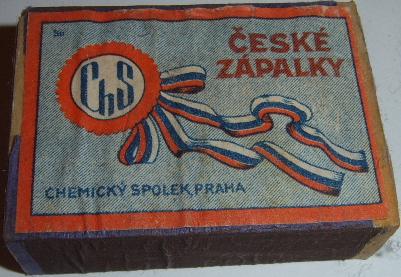 ČESKÉ
ZÁPALKY
ChS
CHEMICKÝ SPOLEK, PRAHA